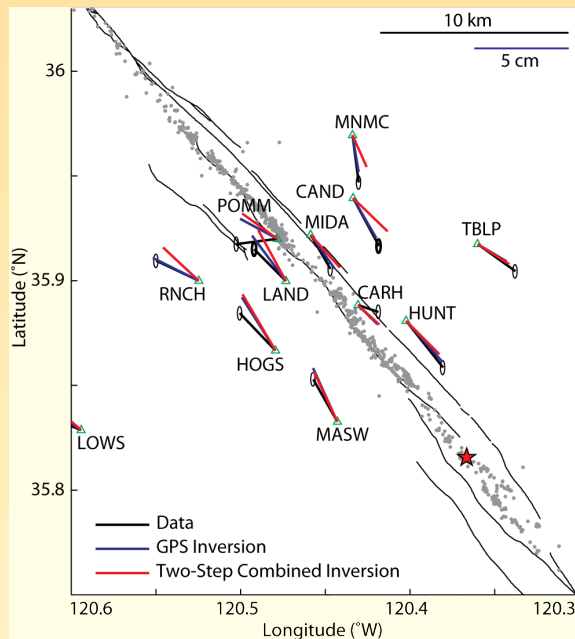 10 km
5 cm
36
MNMC
CAND
POMM
MIDA
TBLP
35.9
RNCH
LAND
CARH
HUNT
HOGS
MASW
LOWS
35.8
Data
GPS Inversion
Two-Step Combined Inversion
120.6
120.5
120.4
120.3
Longitude (˚W)
Latitude (˚N)